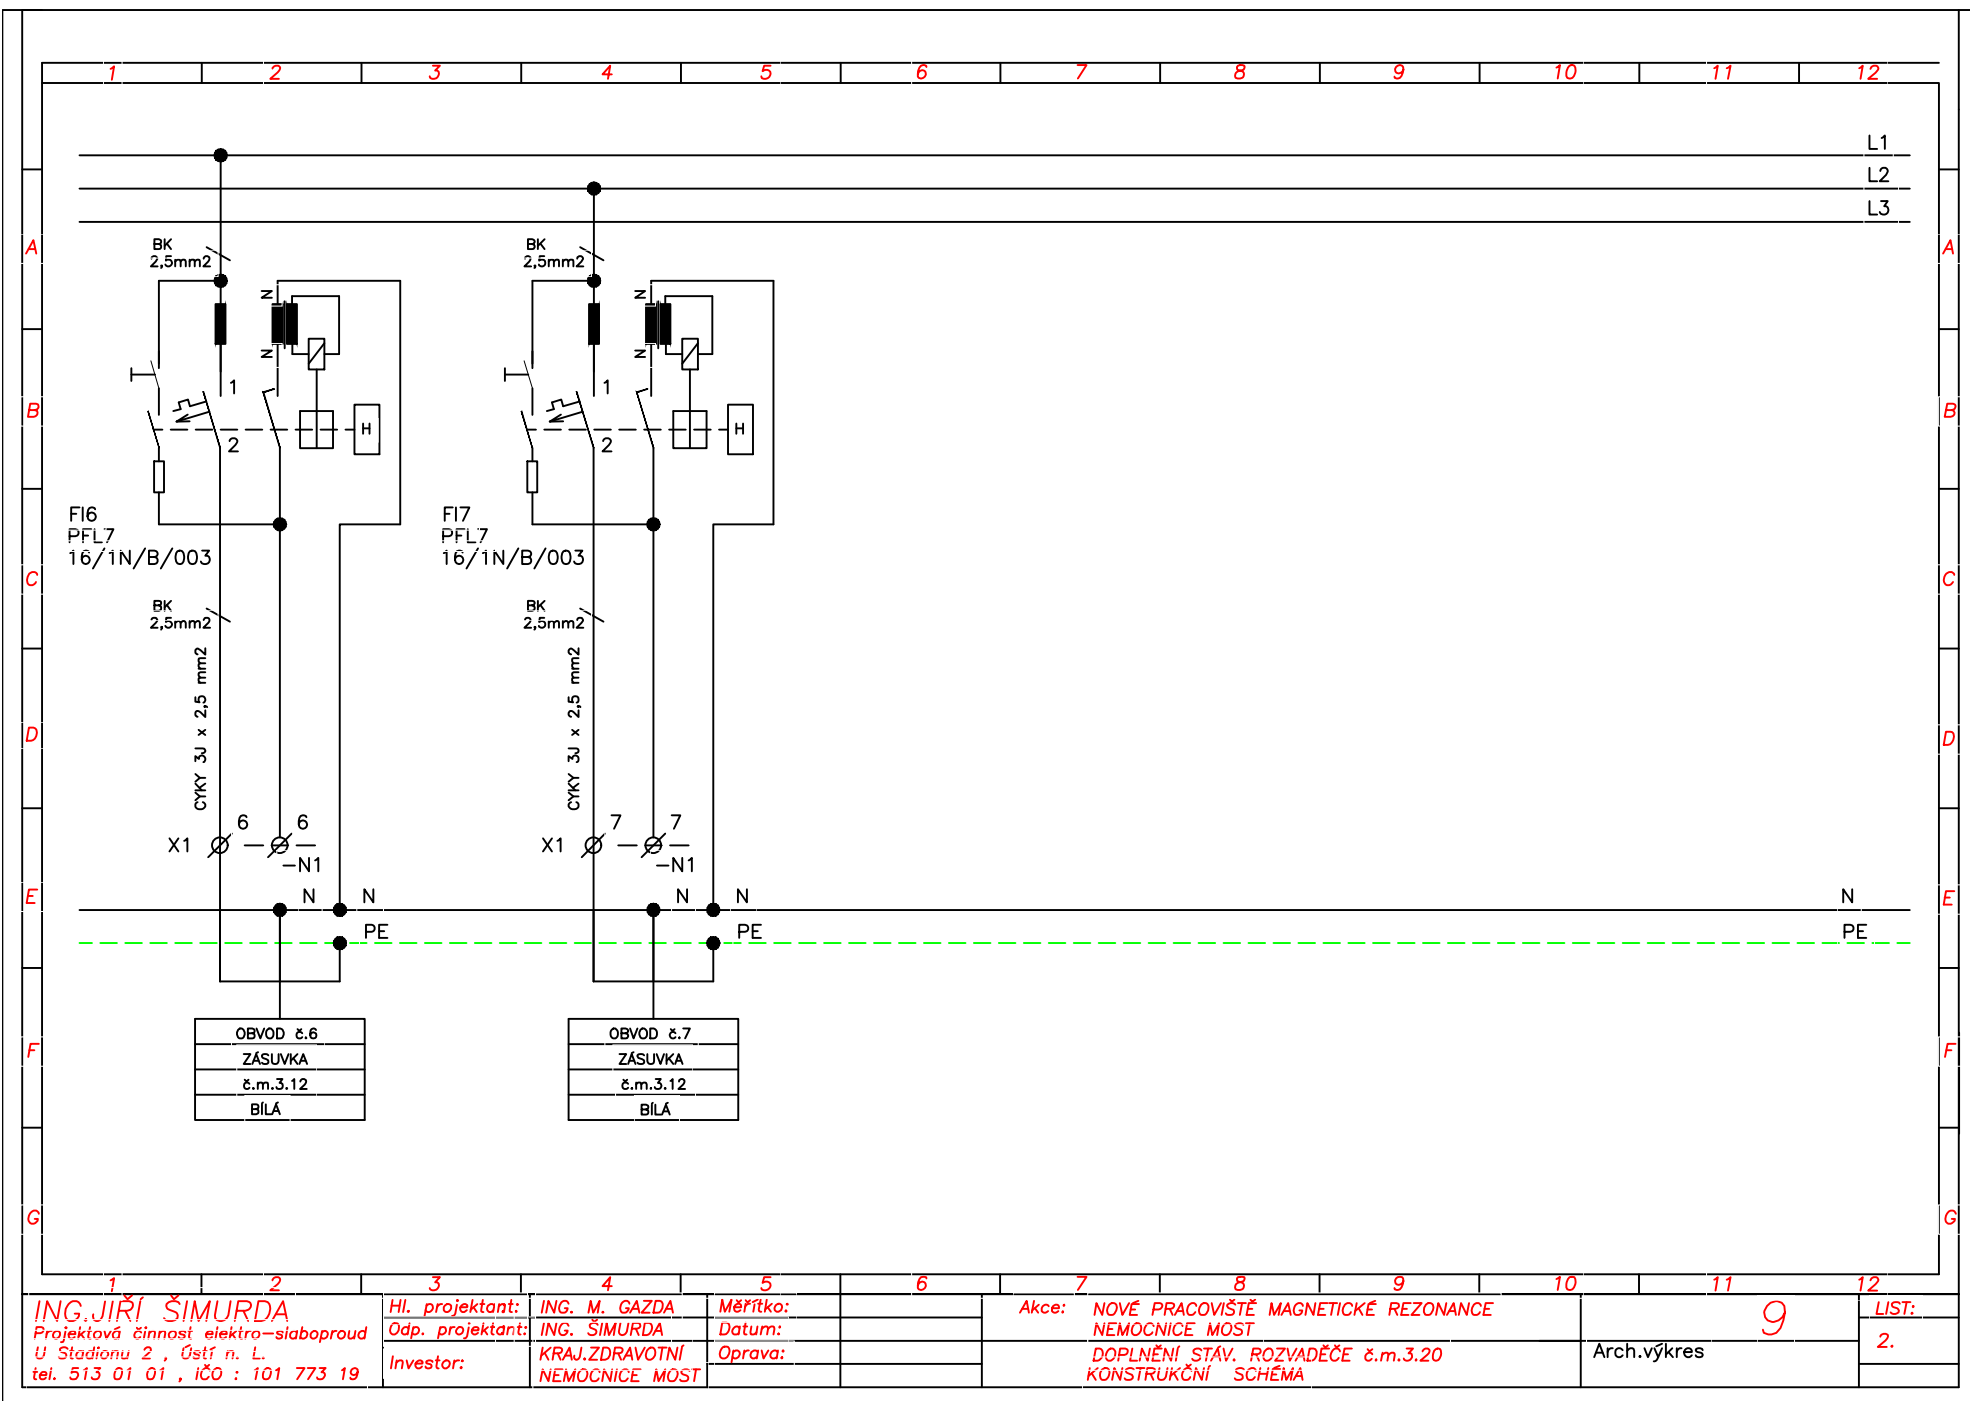 1 2 3 4 5 6 7 8 9 10 11 12
L1
L2
L3
A A
BK
2,5mm2
BK
2,5mm2
N
N
N
N
1
1
B B
H
H
2
2
FI6
PFL7
16/1N/B/003
FI7
PFL7
16/1N/B/003
C C
BK
2,5mm2
BK
2,5mm2
CYKY 3J x 2,5 mm2
CYKY 3J x 2,5 mm2
D D
6 6
7 7
X1
X1
-N1
-N1
E E
N N
N N
N
PE
PE
PE
OBVOD č.6
ZÁSUVKA
č.m.3.12
BÍLÁ
OBVOD č.7
ZÁSUVKA
č.m.3.12
BÍLÁ
F F
G G
1 2 3 4 5 6 7 8 9 10 11 12
ING.JIŘÍ ŠIMURDA
Projektová činnost elektro-slaboproud
U Stadionu 2 , Ústí n. L.
tel. 513 01 01 , IČO : 101 773 19
Hl. projektant: ING. M. GAZDA
Odp. projektant: ING. ŠIMURDA
Investor: KRAJ.ZDRAVOTNÍ
NEMOCNICE MOST
Měřítko:
Datum:
Oprava:
Akce: NOVÉ PRACOVIŠTĚ MAGNETICKÉ REZONANCE
NEMOCNICE MOST
DOPLNĚNÍ STÁV. ROZVADĚČE č.m.3.20
KONSTRUKČNÍ SCHÉMA
9
Arch.výkres
LIST:
2.